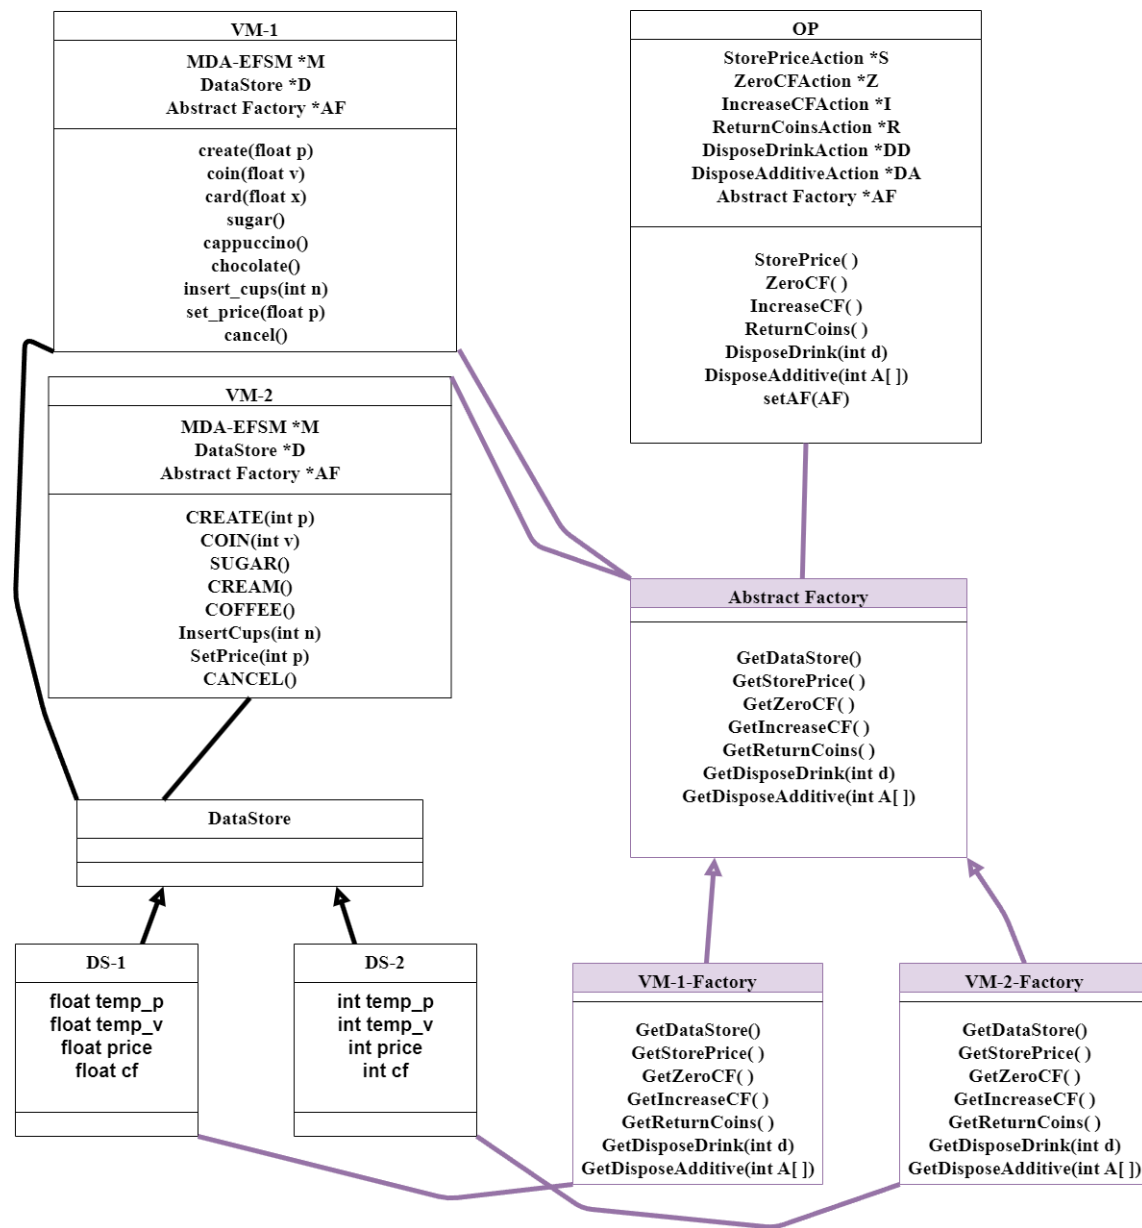 VM-1
MDA-EFSM *M
DataStore *D
Abstract Factory *AF
create(float p)
coin(float v)
card(float x)
sugar()
cappuccino()
chocolate()
insert_cups(int n)
set_price(float p)
cancel()
OP
StorePriceAction *S
ZeroCFAction *Z
IncreaseCFAction *I
ReturnCoinsAction *R
DisposeDrinkAction *DD
DisposeAdditiveAction *DA
Abstract Factory *AF
StorePrice( )
ZeroCF( )
IncreaseCF( )
ReturnCoins( )
DisposeDrink(int d)
DisposeAdditive(int A[ ])
setAF(AF)
VM-2
MDA-EFSM *M
DataStore *D
Abstract Factory *AF
CREATE(int p)
COIN(int v)
SUGAR()
CREAM()
COFFEE()
InsertCups(int n)
SetPrice(int p)
CANCEL()
Abstract Factory
GetDataStore()
GetStorePrice( )
GetZeroCF( )
GetIncreaseCF( )
GetReturnCoins( )
GetDisposeDrink(int d)
GetDisposeAdditive(int A[ ])
DataStore
DS-1
float temp_p
float temp_v
float price
float cf
DS-2
int temp_p
int temp_v
int price
int cf
VM-1-Factory
GetDataStore()
GetStorePrice( )
GetZeroCF( )
GetIncreaseCF( )
GetReturnCoins( )
GetDisposeDrink(int d)
GetDisposeAdditive(int A[ ])
VM-2-Factory
GetDataStore()
GetStorePrice( )
GetZeroCF( )
GetIncreaseCF( )
GetReturnCoins( )
GetDisposeDrink(int d)
GetDisposeAdditive(int A[ ])